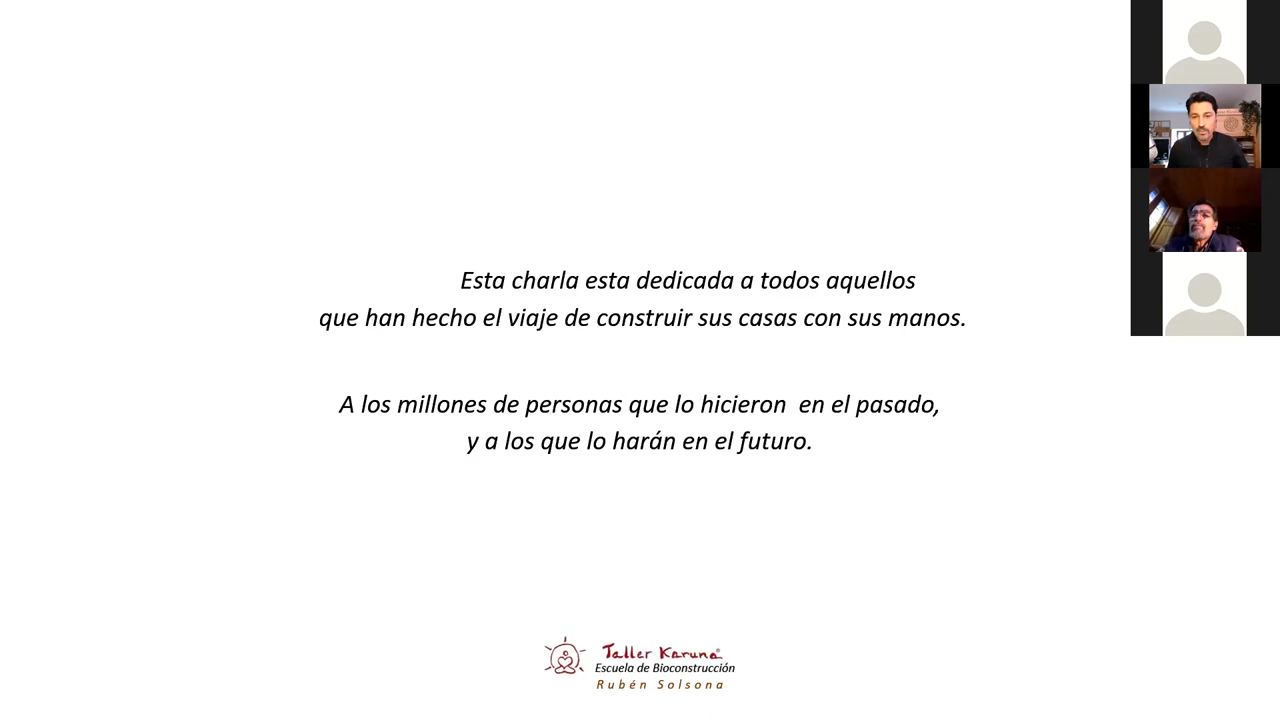 Esta charla esta dedicada a todos aquellos
que han hecho el viaje de construir sus casas con sus manos.
A los millones de personas que lo hicieron en el pasado,
y a los que lo harán en el futuro.
Taller Karuna
Escuela de Bioconstrucción
Rubén Solsona